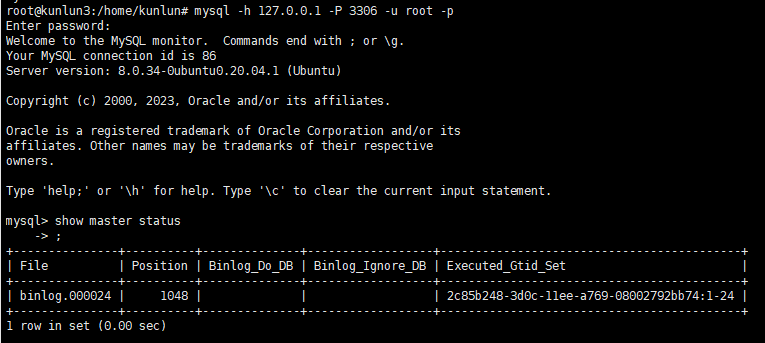 root@kunlun3:/home/kunlun# mysql -h 127.0.0.1 -P 3306 -u root -p
Enter password:
Welcome to the MySQL monitor.  Commands end with ; or \g.
Your MySQL connection id is 86
Server version: 8.0.34-0ubuntu0.20.04.1 (Ubuntu)

Copyright (c) 2000, 2023, Oracle and/or its affiliates.

Oracle is a registered trademark of Oracle Corporation and/or its
affiliates. Other names may be trademarks of their respective
owners.

Type 'help;' or '\h' for help. Type '\c' to clear the current input statement.

mysql> show master status
    -> ;
+---------------+----------+--------------+------------------+-------------------------------------------+
| File          | Position | Binlog_Do_DB | Binlog_Ignore_DB | Executed_Gtid_Set                         |
+---------------+----------+--------------+------------------+-------------------------------------------+
| binlog.000024 |     1048 |              |                  | 2c85b248-3d0c-11ee-a769-08002792bb74:1-24 |
+---------------+----------+--------------+------------------+-------------------------------------------+
1 row in set (0.00 sec)